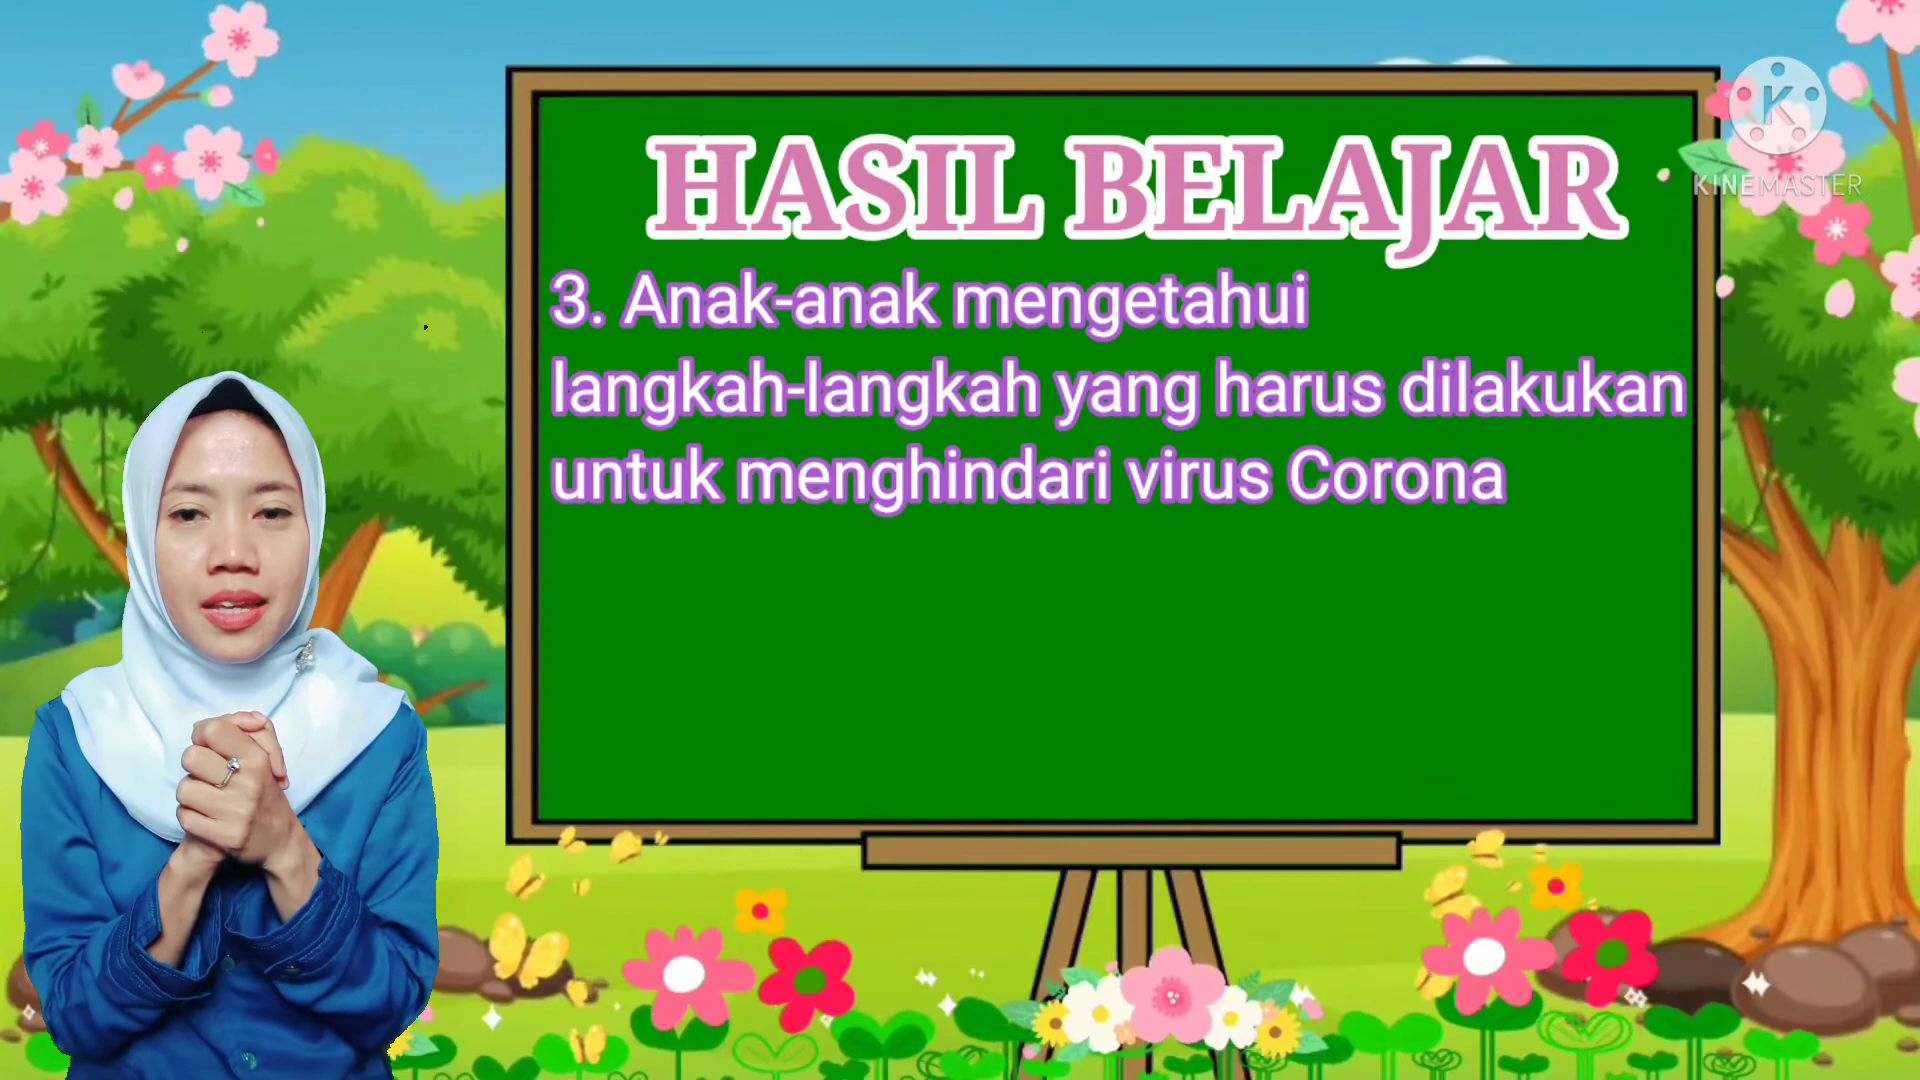 HASIL BELAJAR
3. Anak-anak mengetahui
langkah-langkah yang harus dilakukan
untuk menghindari virus Corona
K
KINEMASTER